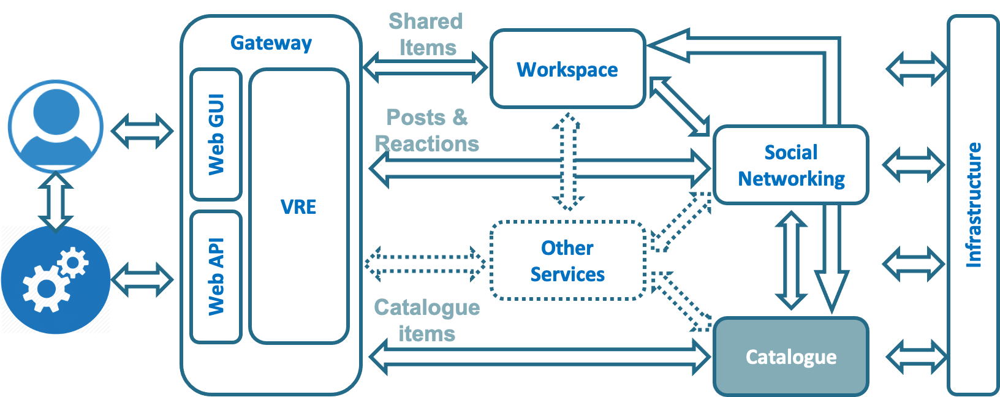 Gateway
Web GUI
Web API
VRE
Shared
Items
Posts &
Reactions
Catalogue
items
Workspace
Social
Networking
Other
Services
Catalogue
Infrastructure